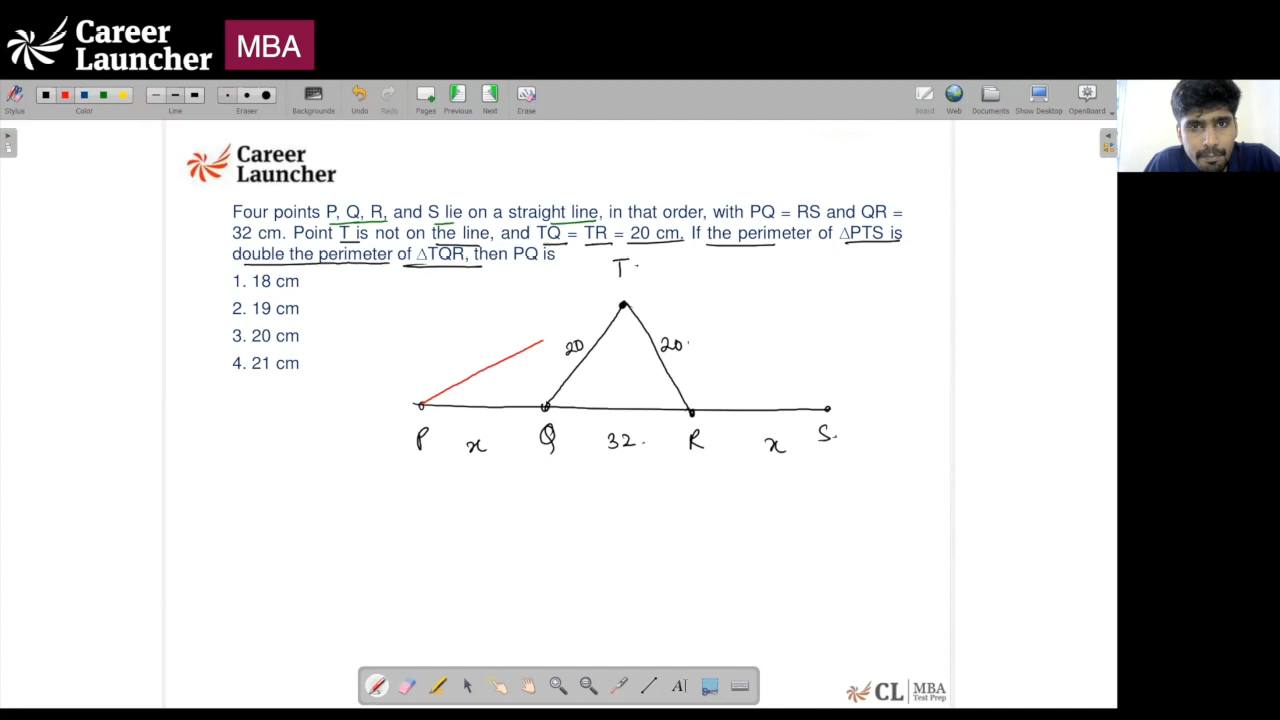 Career
Launcher
MBA
Stylus
Color
Line
Eraser
Backgrounds
Undo
Redo
Pages
Previous
Next
Erase
Board
Web
Documents
Show Desktop
OpenBoard
Career
Launcher
Four points P, Q, R, and S lie on a straight line, in that order, with PQ = RS and QR =
32 cm. Point T is not on the line, and TQ = TR = 20 cm. If the perimeter of ΔPTS is
double the perimeter of ΔTQR, then PQ is
1. 18 cm
2. 19 cm
3. 20 cm
4. 21 cm
T
20
20
P x Q 32 R x S
CL MBA
Test Prep